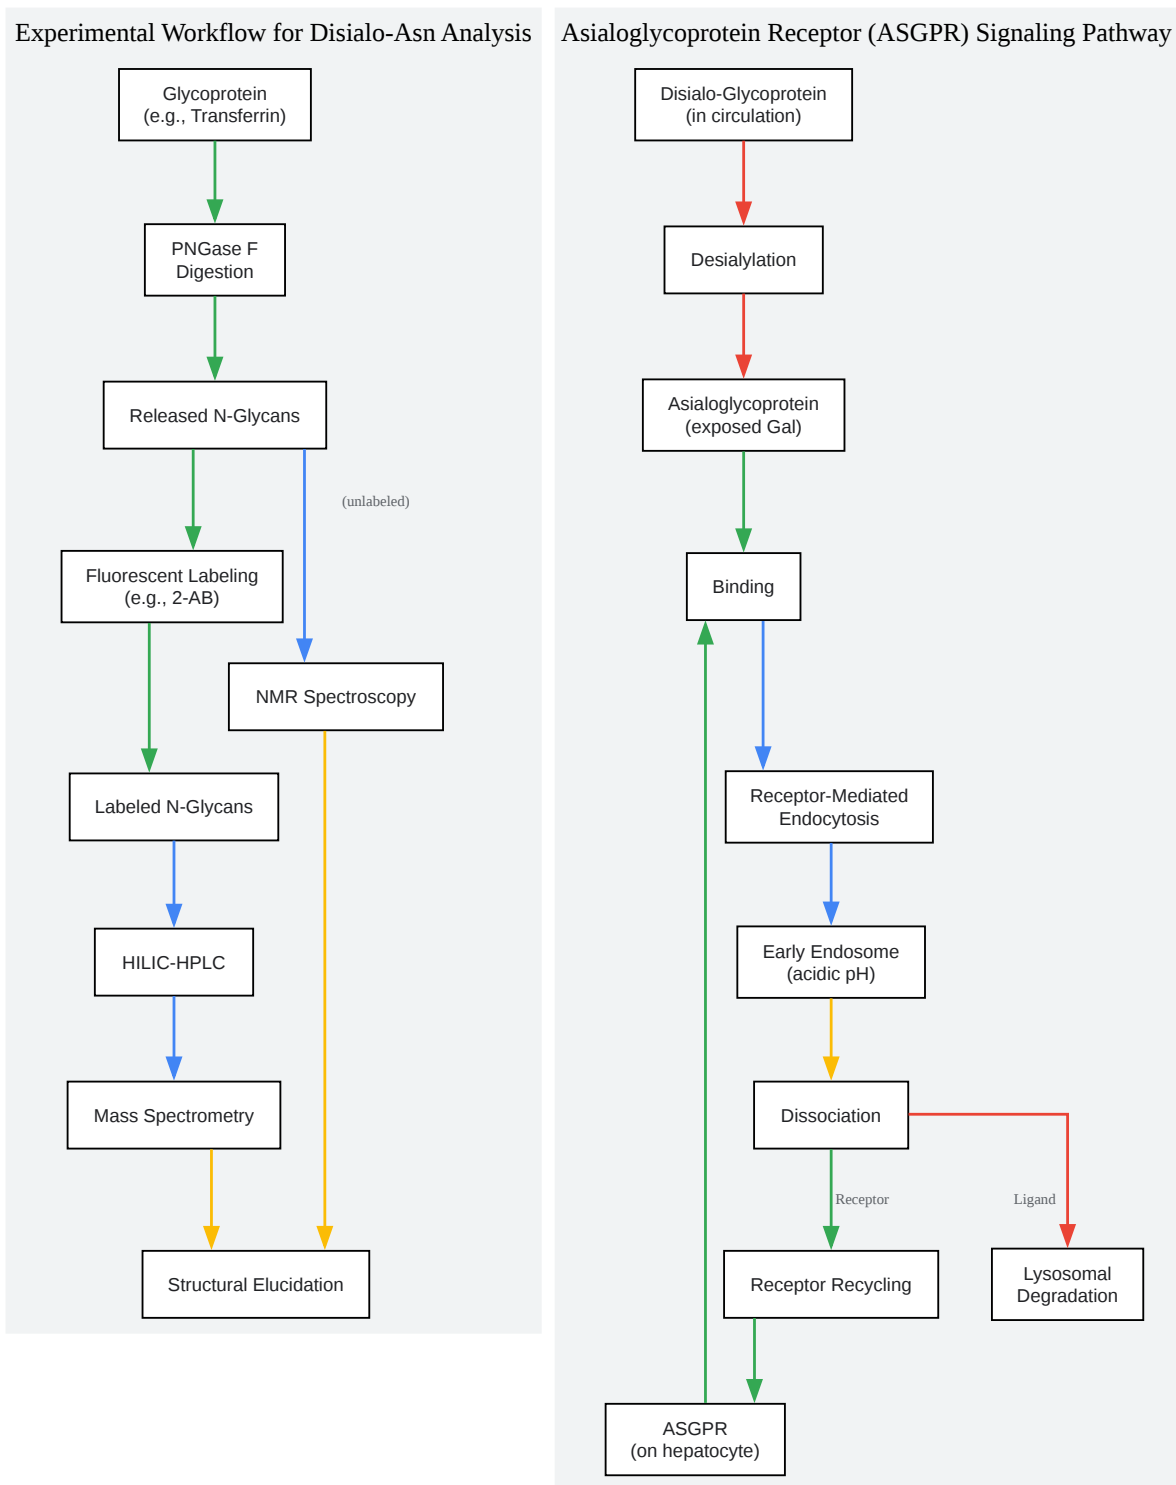 Experimental Workflow for Disialo-Asn Analysis
Glycoprotein
(e.g., Transferrin)
PNGase F
Digestion
Released N-Glycans
(unlabeled)
Fluorescent Labeling
(e.g., 2-AB)
NMR Spectroscopy
Labeled N-Glycans
HILIC-HPLC
Mass Spectrometry
Structural Elucidation
Asialoglycoprotein Receptor (ASGPR) Signaling Pathway
Disialo-Glycoprotein
(in circulation)
Desialylation
Asialoglycoprotein
(exposed Gal)
Binding
Receptor-Mediated
Endocytosis
Early Endosome
(acidic pH)
Dissociation
Receptor
Ligand
Receptor Recycling
Lysosomal
Degradation
ASGPR
(on hepatocyte)